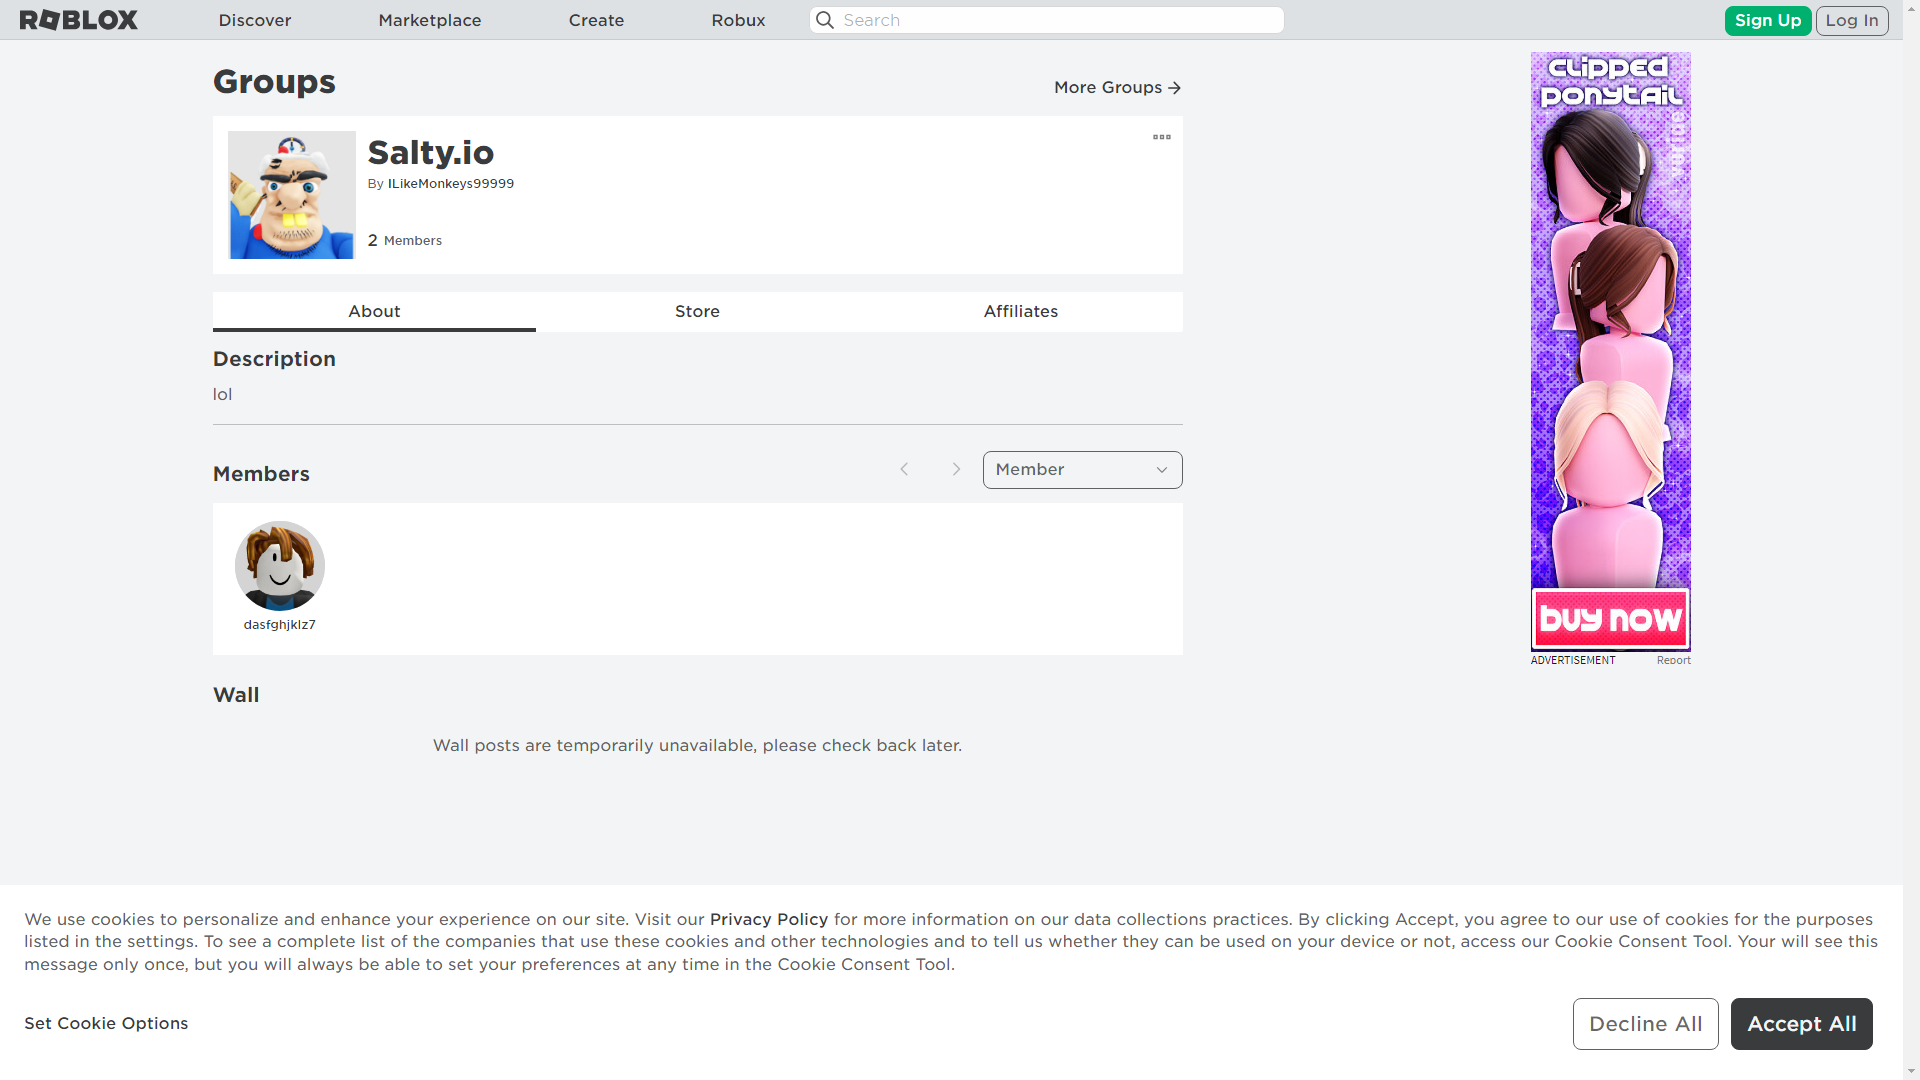 ROBLOX
Discover
Marketplace
Create
Robux
Search
Sign Up
Log In
Groups
More Groups
Salty.io
By ILikeMonkeys99999
2 Members
About
Store
Affiliates
Description
lol
Members
Member
dasfghjklz7
Wall
Wall posts are temporarily unavailable, please check back later.
clipped
ponytail
buy now
ADVERTISEMENT
Report
We use cookies to personalize and enhance your experience on our site. Visit our Privacy Policy for more information on our data collections practices. By clicking Accept, you agree to our use of cookies for the purposes
listed in the settings. To see a complete list of the companies that use these cookies and other technologies and to tell us whether they can be used on your device or not, access our Cookie Consent Tool. Your will see this
message only once, but you will always be able to set your preferences at any time in the Cookie Consent Tool.
Set Cookie Options
Decline All
Accept All